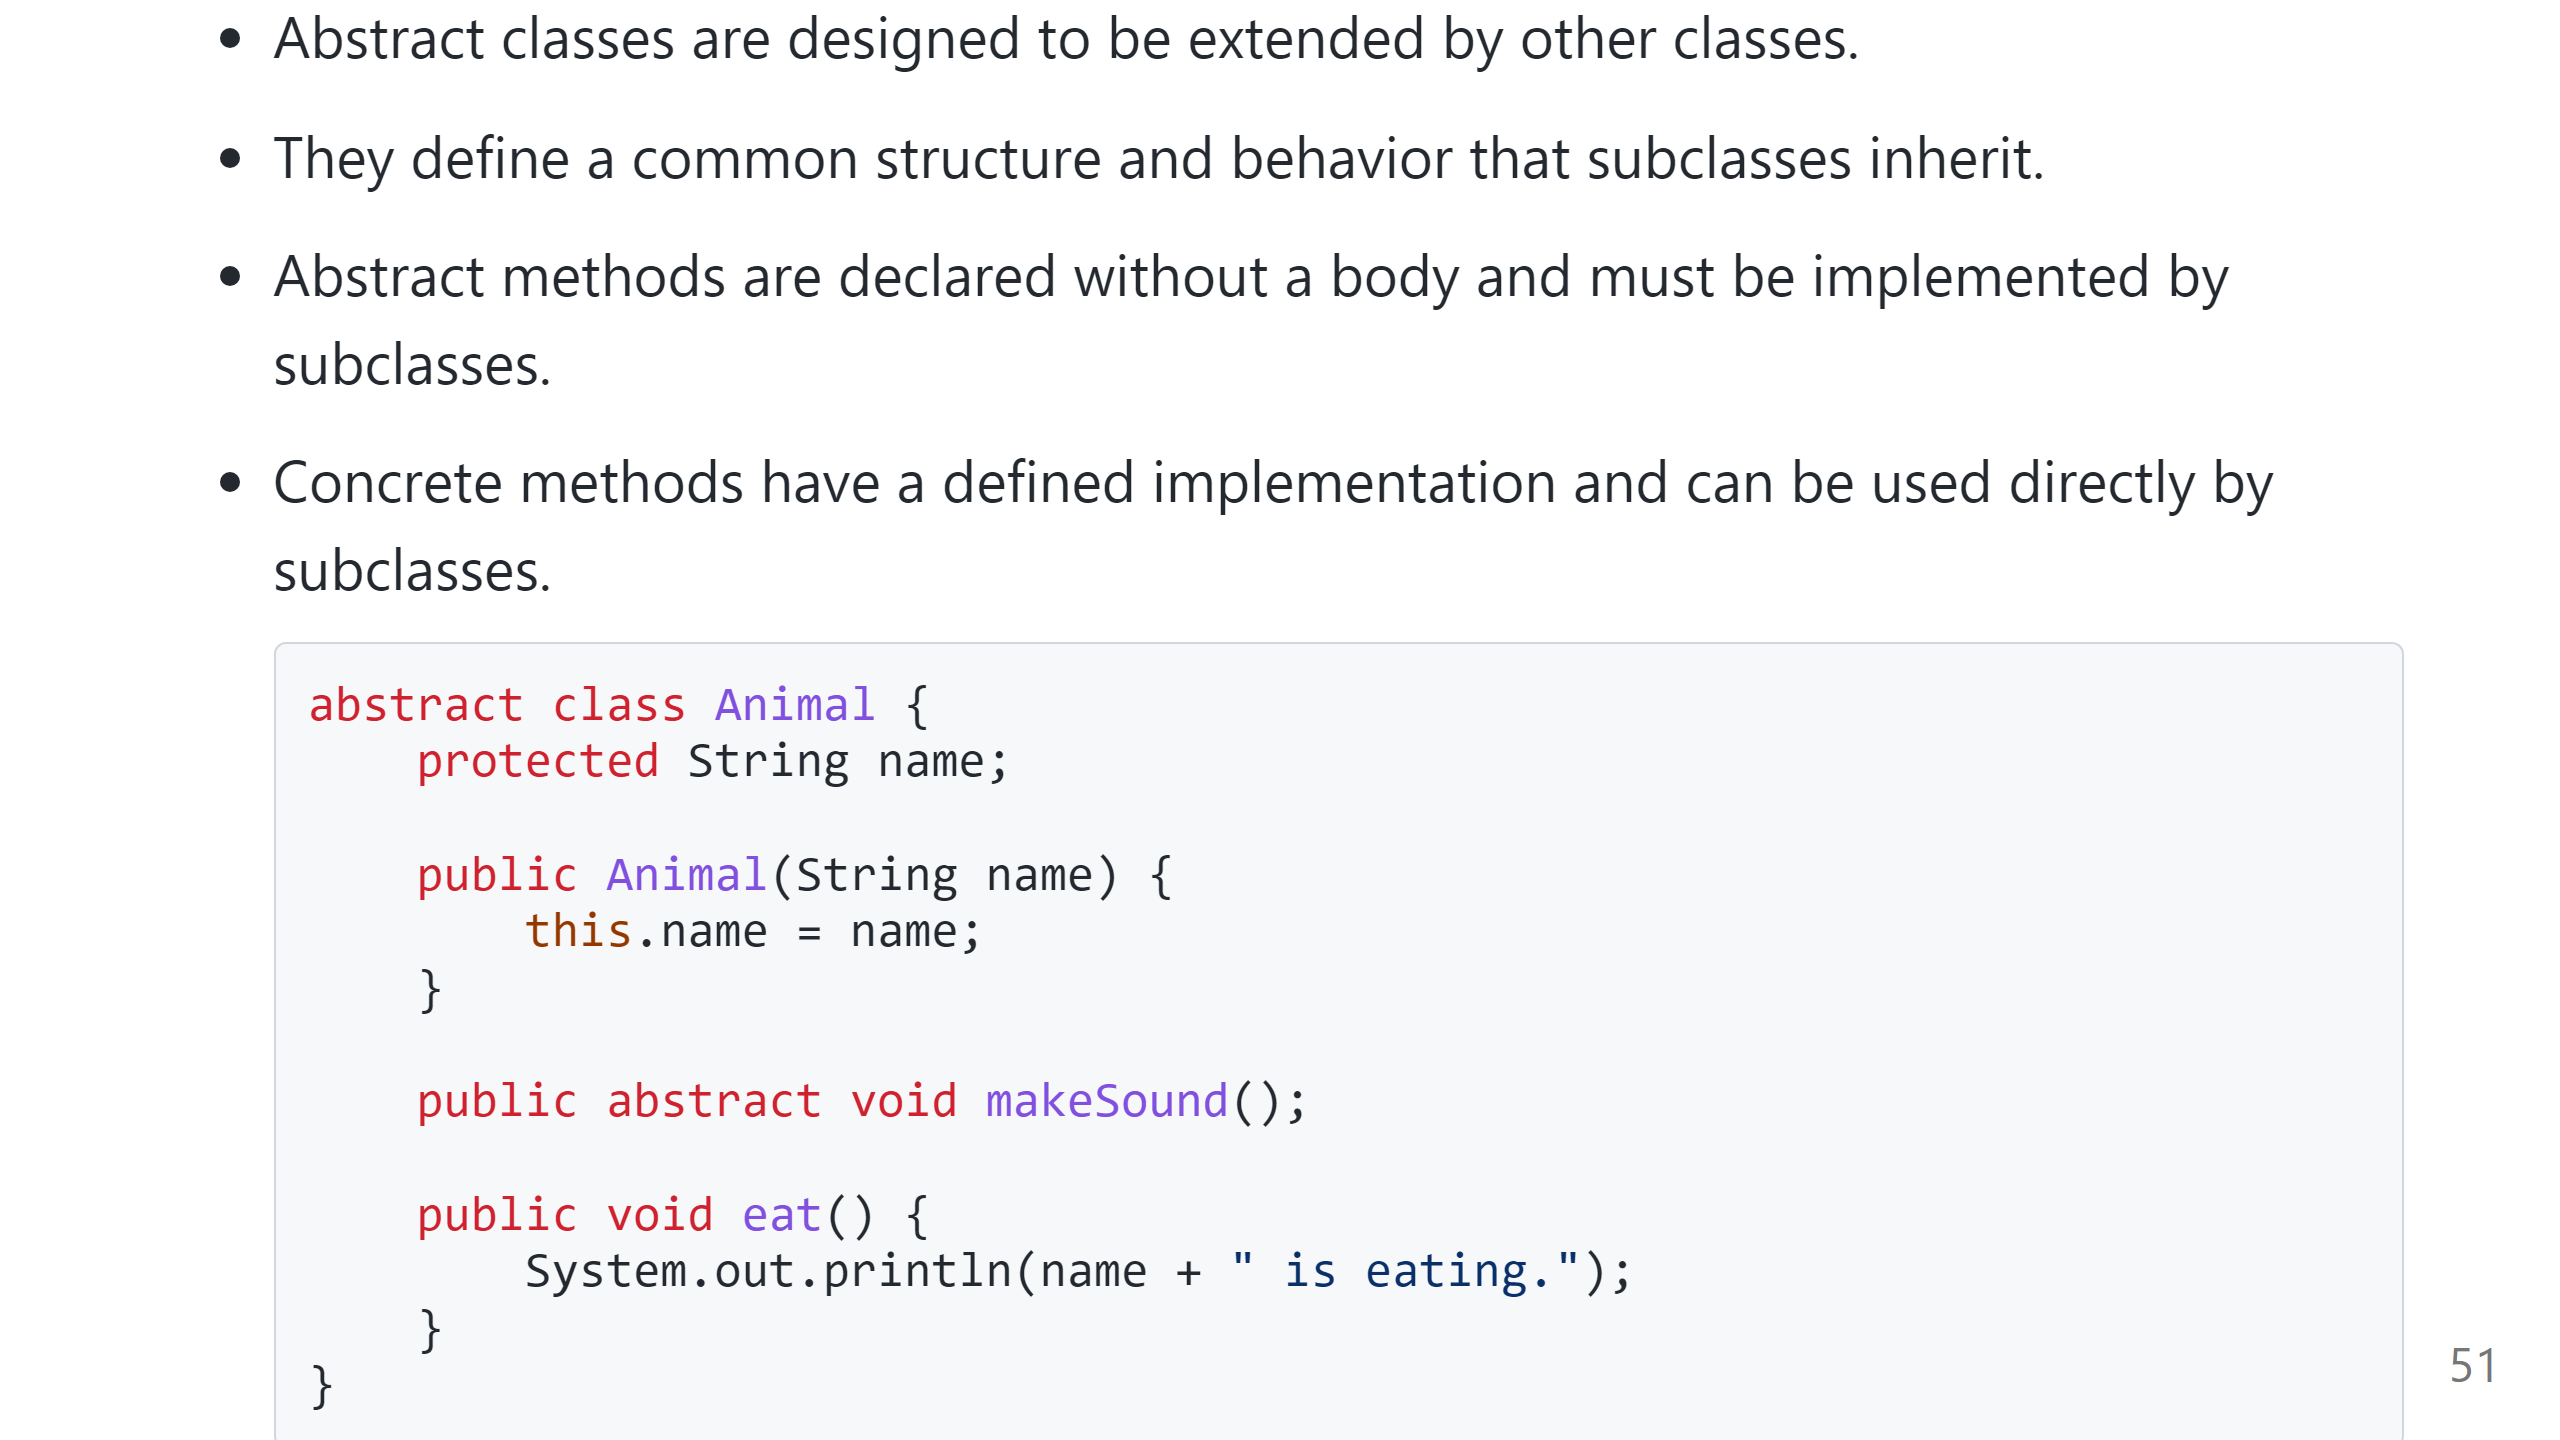 • Abstract classes are designed to be extended by other classes.
• They define a common structure and behavior that subclasses inherit.
• Abstract methods are declared without a body and must be implemented by
subclasses.
• Concrete methods have a defined implementation and can be used directly by
subclasses.
abstract class Animal {
    protected String name;

    public Animal(String name) {
        this.name = name;
    }

    public abstract void makeSound();

    public void eat() {
        System.out.println(name + " is eating.");
    }
}
51